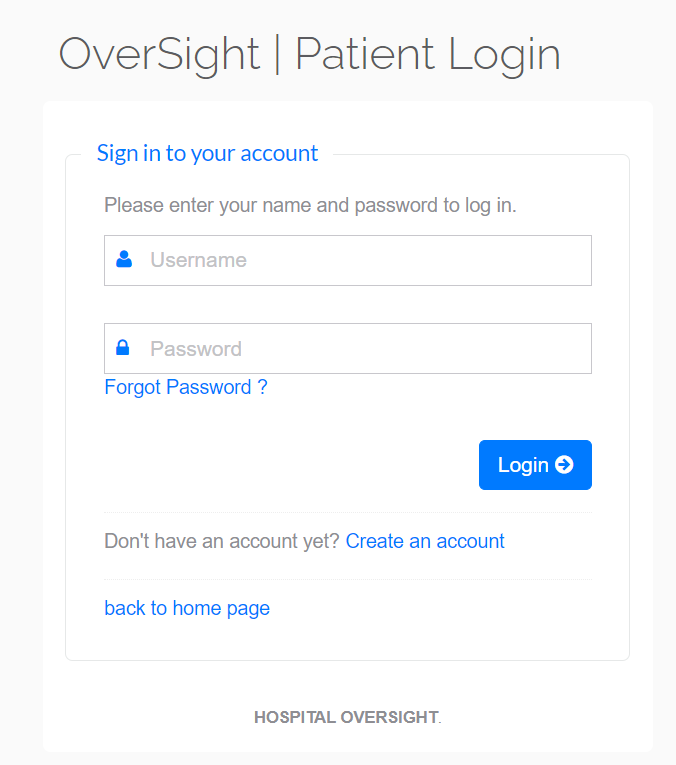 OverSight | Patient Login
Sign in to your account
Please enter your name and password to log in.
Username
Password
Forgot Password ?
Login
Don't have an account yet? Create an account
back to home page
HOSPITAL OVERSIGHT.